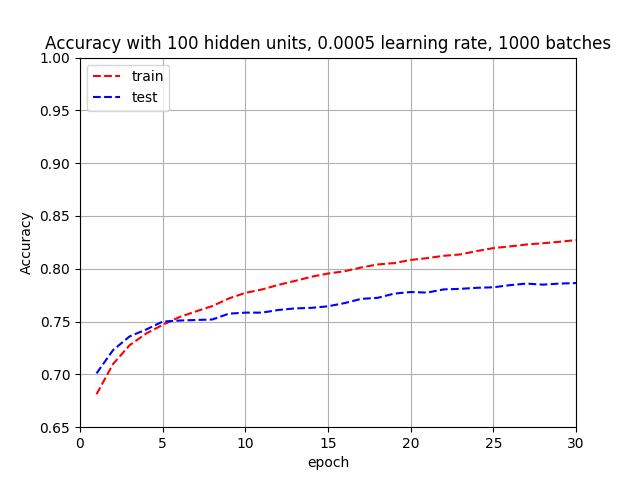 Accuracy with 100 hidden units, 0.0005 learning rate, 1000 batches
1.00
0.95
0.90
0.85
0.80
0.75
0.70
0.65
Accuracy
train
test
0 5 10 15 20 25 30
epoch